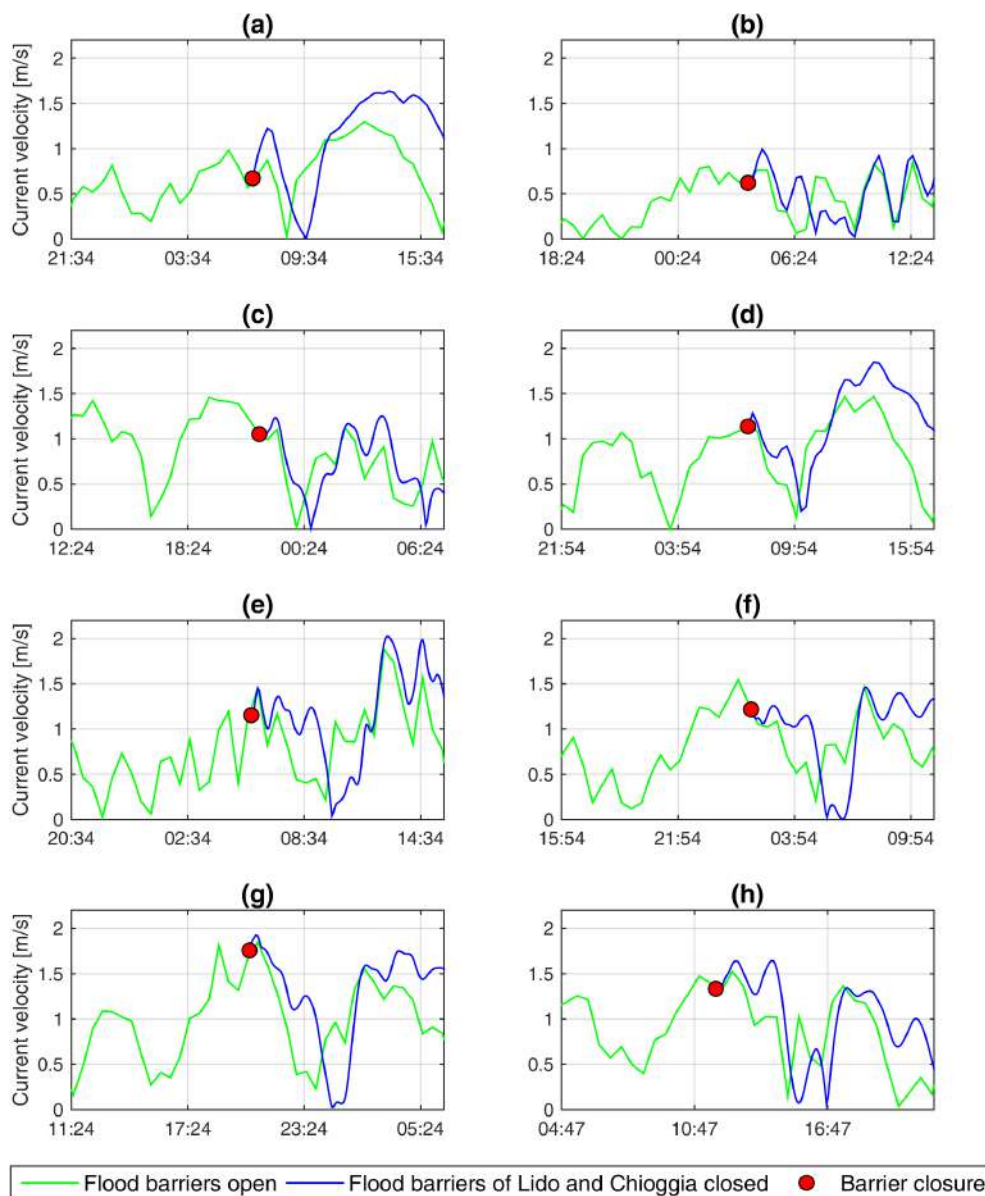 (a)
(b)
Current velocity [m/s]
2
1.5
1
0.5
0
21:34 03:34 09:34 15:34
2
1.5
1
0.5
0
18:24 00:24 06:24 12:24
(c)
(d)
Current velocity [m/s]
2
1.5
1
0.5
0
12:24 18:24 00:24 06:24
2
1.5
1
0.5
0
21:54 03:54 09:54 15:54
(e)
(f)
Current velocity [m/s]
2
1.5
1
0.5
0
20:34 02:34 08:34 14:34
2
1.5
1
0.5
0
15:54 21:54 03:54 09:54
(g)
(h)
Current velocity [m/s]
2
1.5
1
0.5
0
11:24 17:24 23:24 05:24
2
1.5
1
0.5
0
04:47 10:47 16:47
Flood barriers open Flood barriers of Lido and Chioggia closed Barrier closure